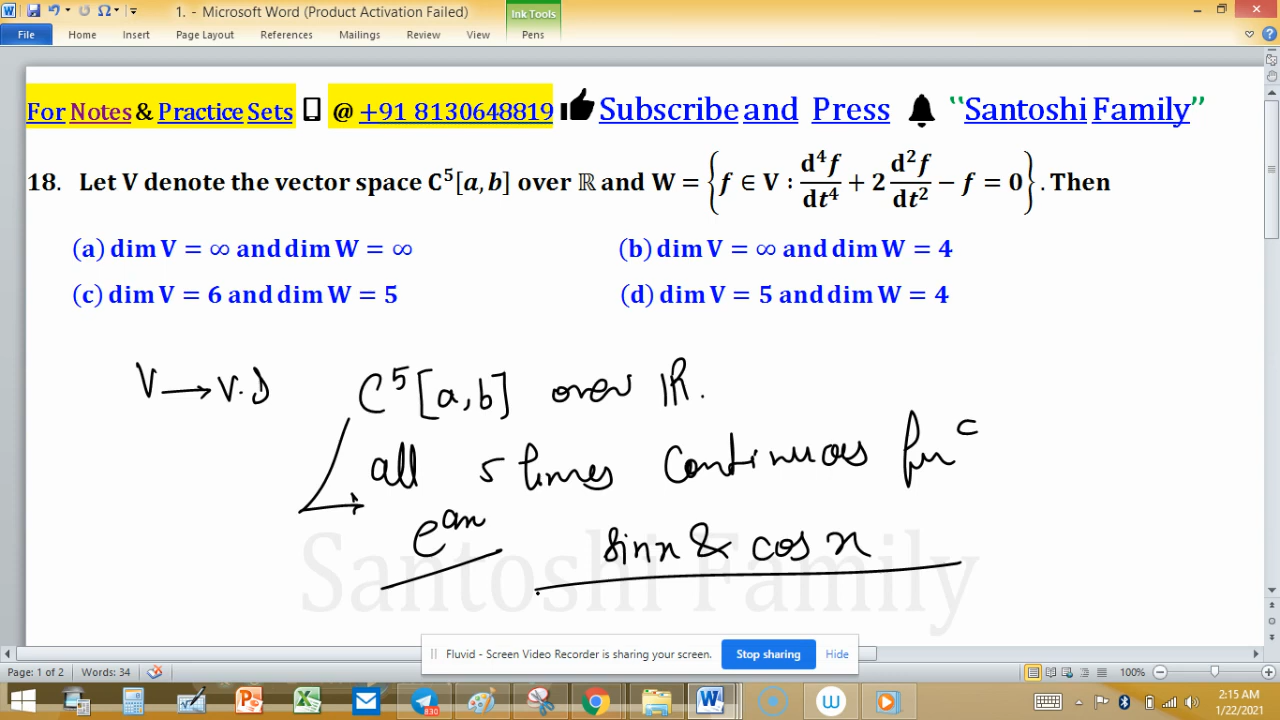 1. - Microsoft Word (Product Activation Failed)
Ink Tools
File Home Insert Page Layout References Mailings Review View Pens
For Notes & Practice Sets @ +91 8130648819 Subscribe and Press "Santoshi Family"
18. Let V denote the vector space C⁵[a, b] over ℝ and W = {f ∈ V : d⁴f/dt⁴ + 2 d²f/dt² − f = 0}. Then
(a) dim V = ∞ and dim W = ∞ (b) dim V = ∞ and dim W = 4
(c) dim V = 6 and dim W = 5 (d) dim V = 5 and dim W = 4
V → V.S C⁵[a, b] over ℝ.
all 5 times continuous funᶜ
eᵃˣ sinx & cos x
Santoshi Family
Fluvid - Screen Video Recorder is sharing your screen. Stop sharing Hide
Page: 1 of 2 Words: 34 100%
R30 W W
2:15 AM
1/22/2021